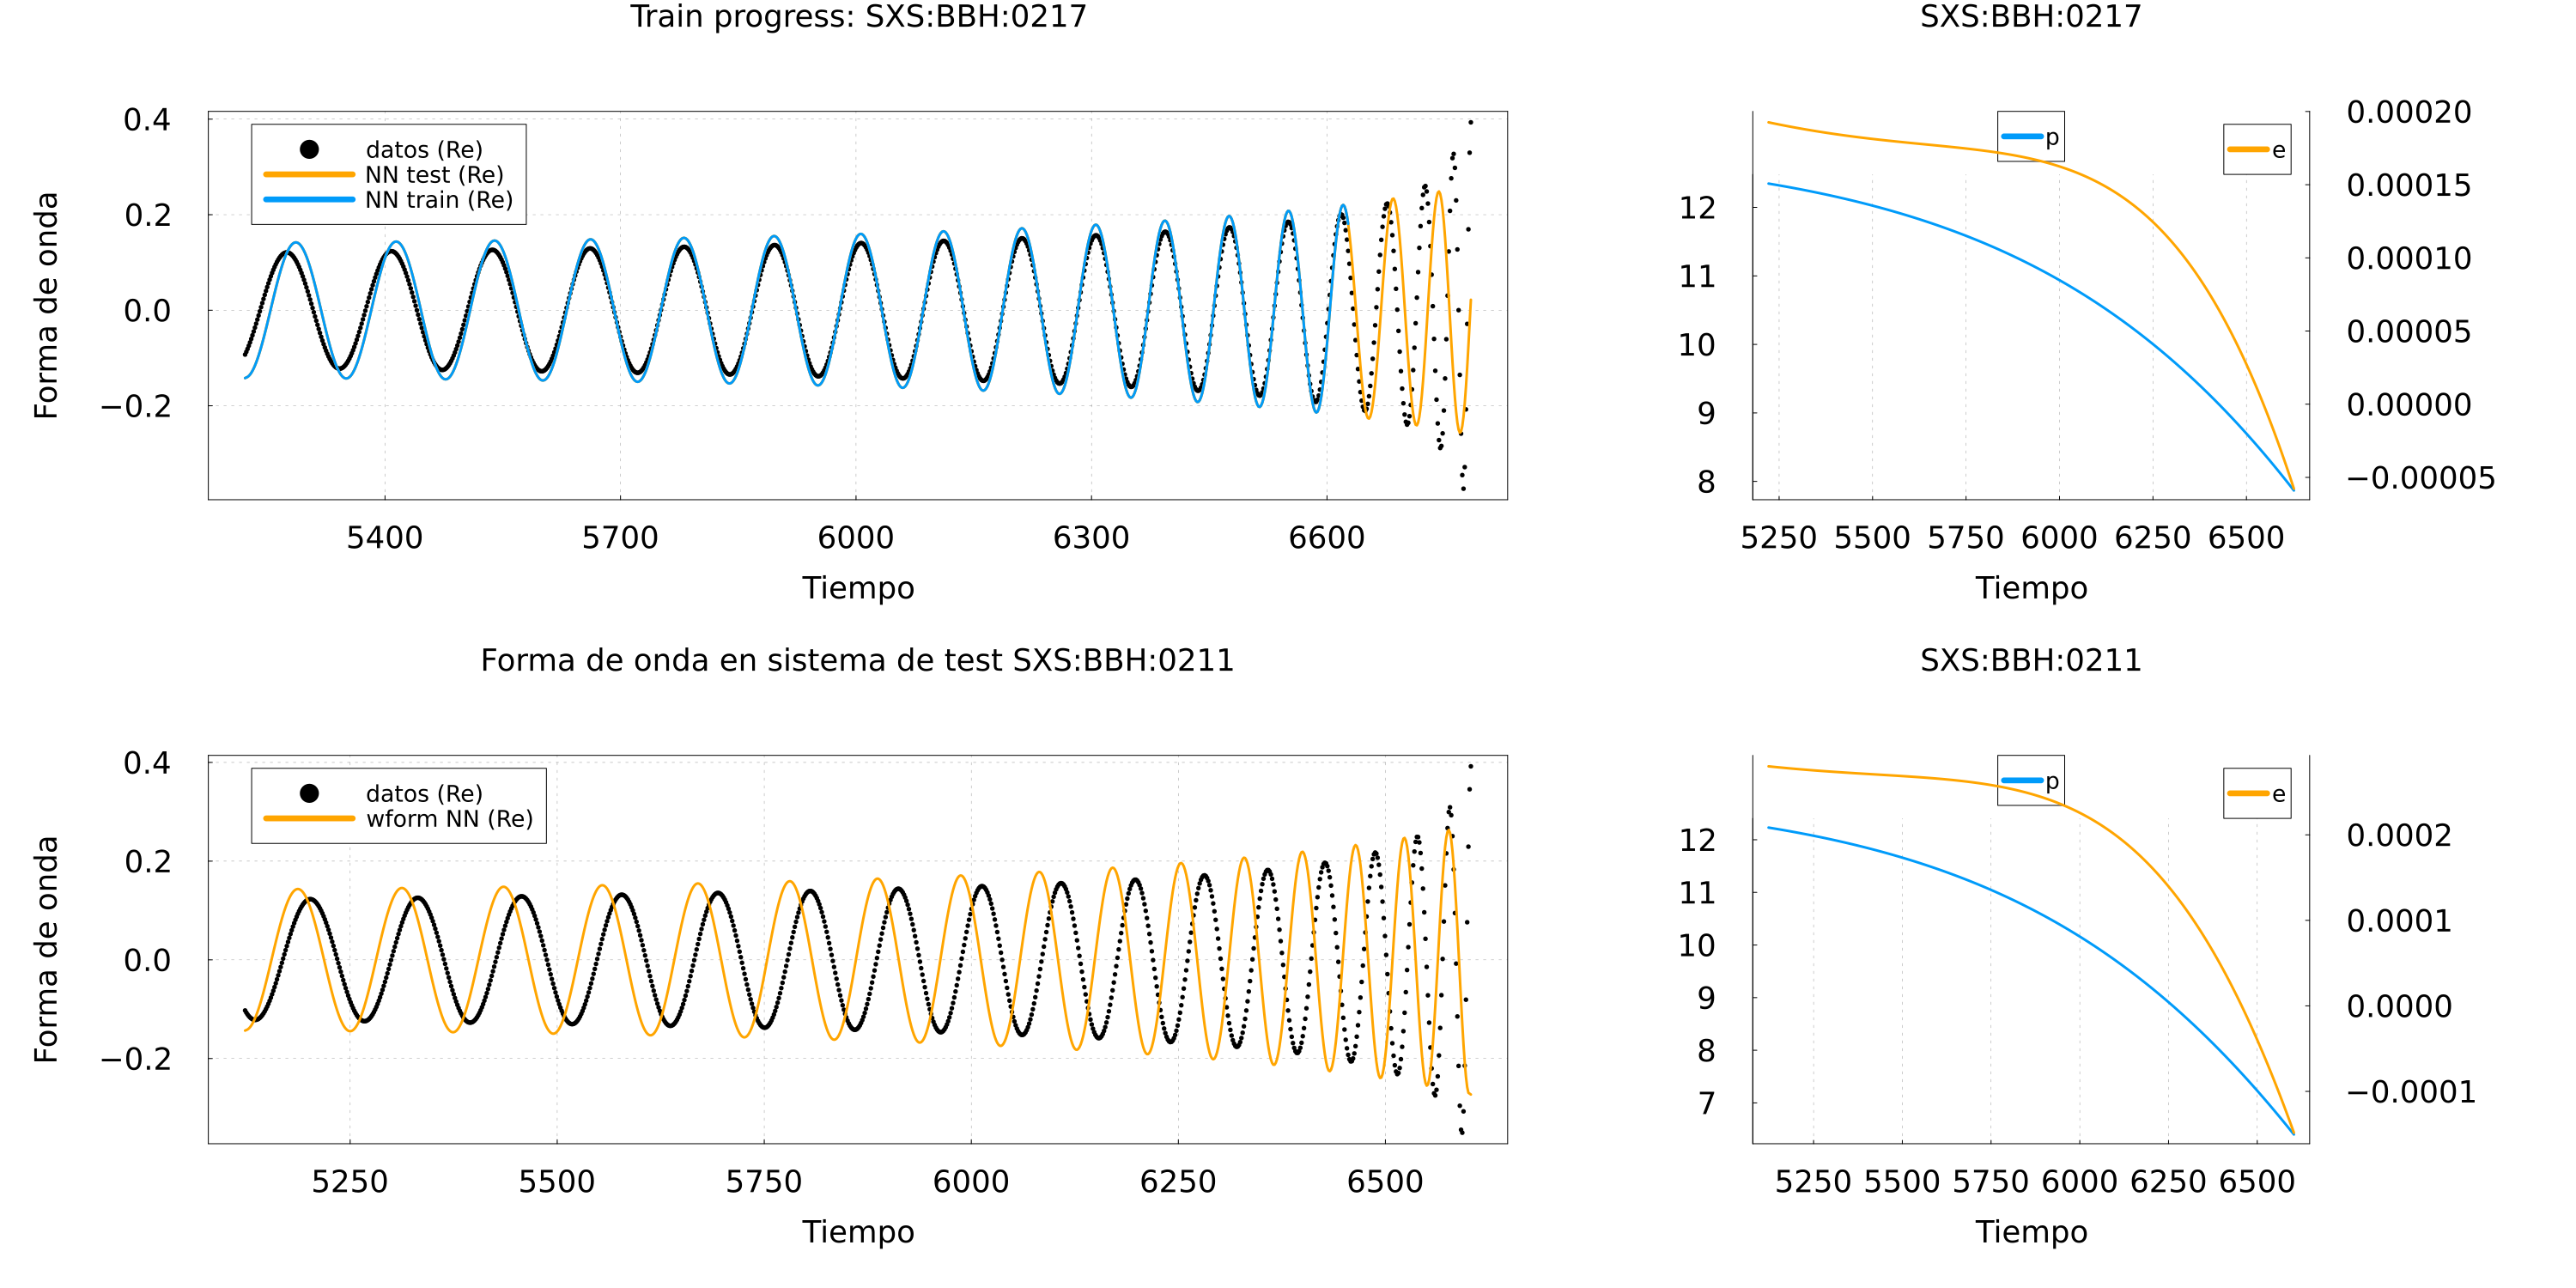 Train progress: SXS:BBH:0217
0.4
0.2
0.0
−0.2
Forma de onda
datos (Re)
NN test (Re)
NN train (Re)
5400 5700 6000 6300 6600
Tiempo
SXS:BBH:0217
12
11
10
9
8
p
e
0.00020
0.00015
0.00010
0.00005
0.00000
−0.00005
5250 5500 5750 6000 6250 6500
Tiempo
Forma de onda en sistema de test SXS:BBH:0211
0.4
0.2
0.0
−0.2
Forma de onda
datos (Re)
wform NN (Re)
5250 5500 5750 6000 6250 6500
Tiempo
SXS:BBH:0211
12
11
10
9
8
7
p
e
0.0002
0.0001
0.0000
−0.0001
5250 5500 5750 6000 6250 6500
Tiempo